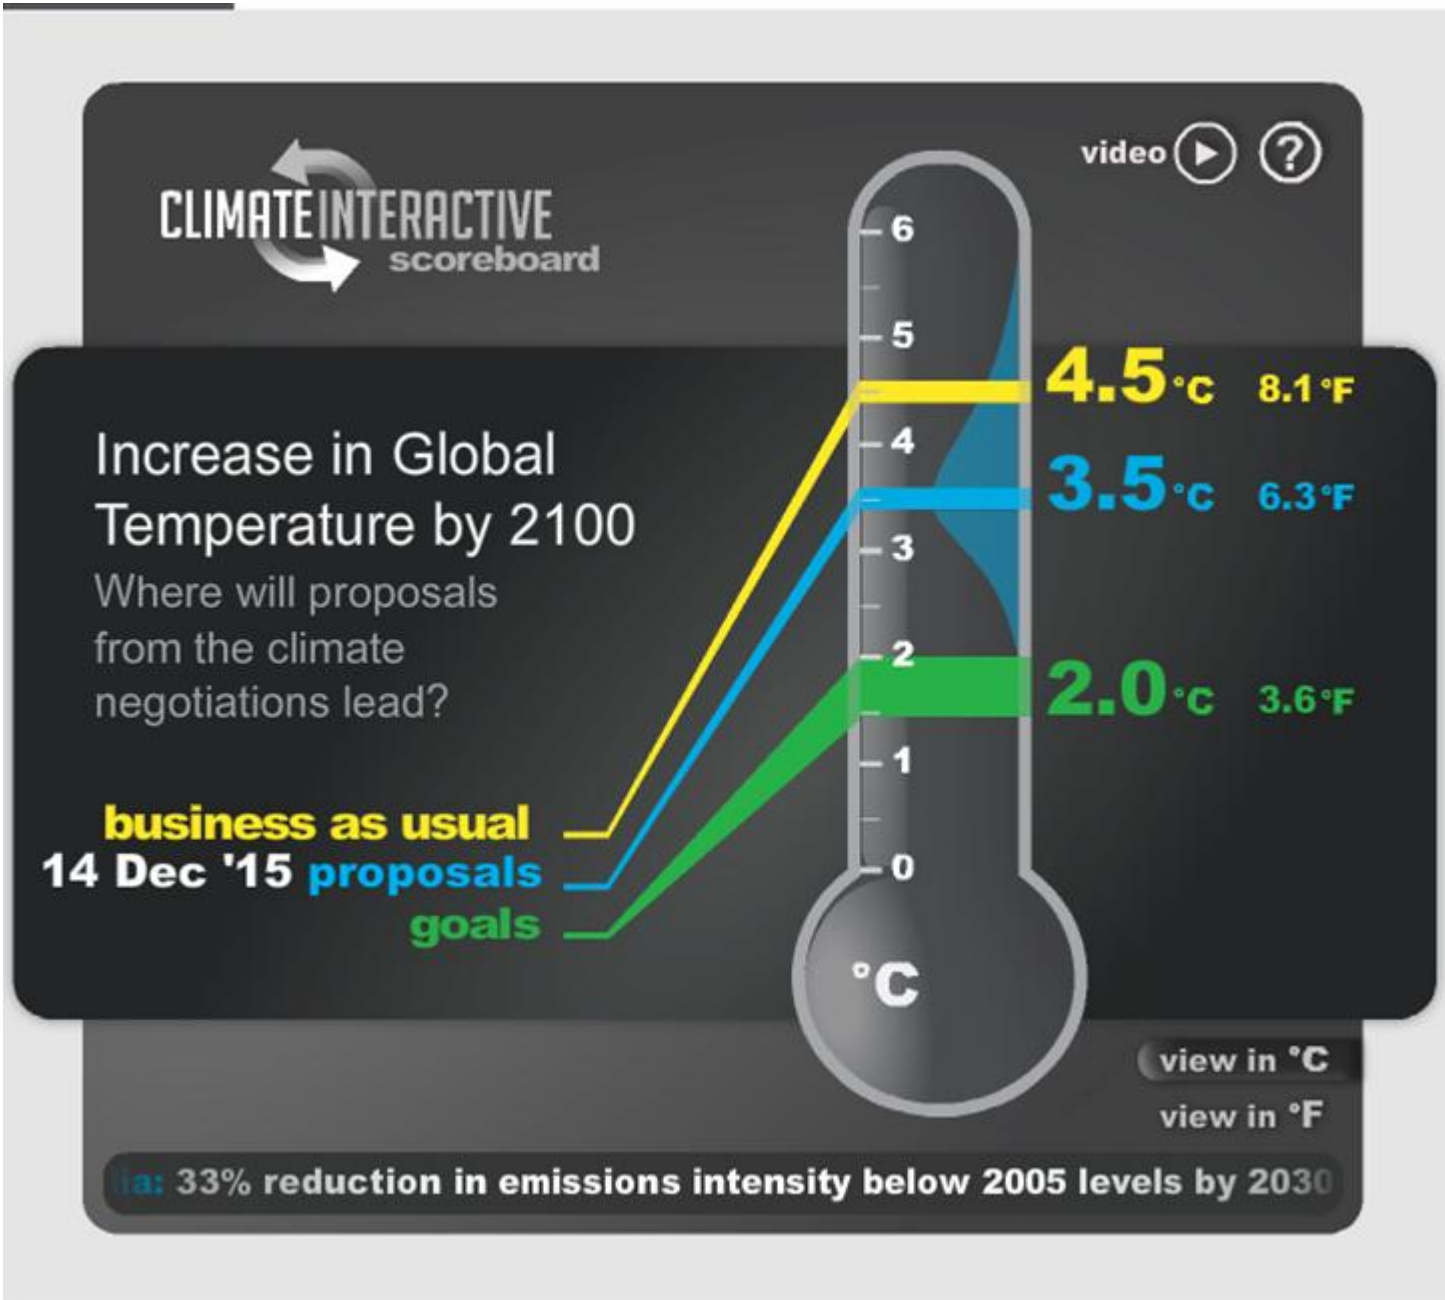 video
?
CLIMATE INTERACTIVE
scoreboard
6
5
4
3
2
1
0
°C
4.5 °C 8.1 °F
3.5 °C 6.3 °F
2.0 °C 3.6 °F
Increase in Global
Temperature by 2100
Where will proposals
from the climate
negotiations lead?
business as usual
14 Dec '15 proposals
goals
view in °C
view in °F
ia: 33% reduction in emissions intensity below 2005 levels by 2030